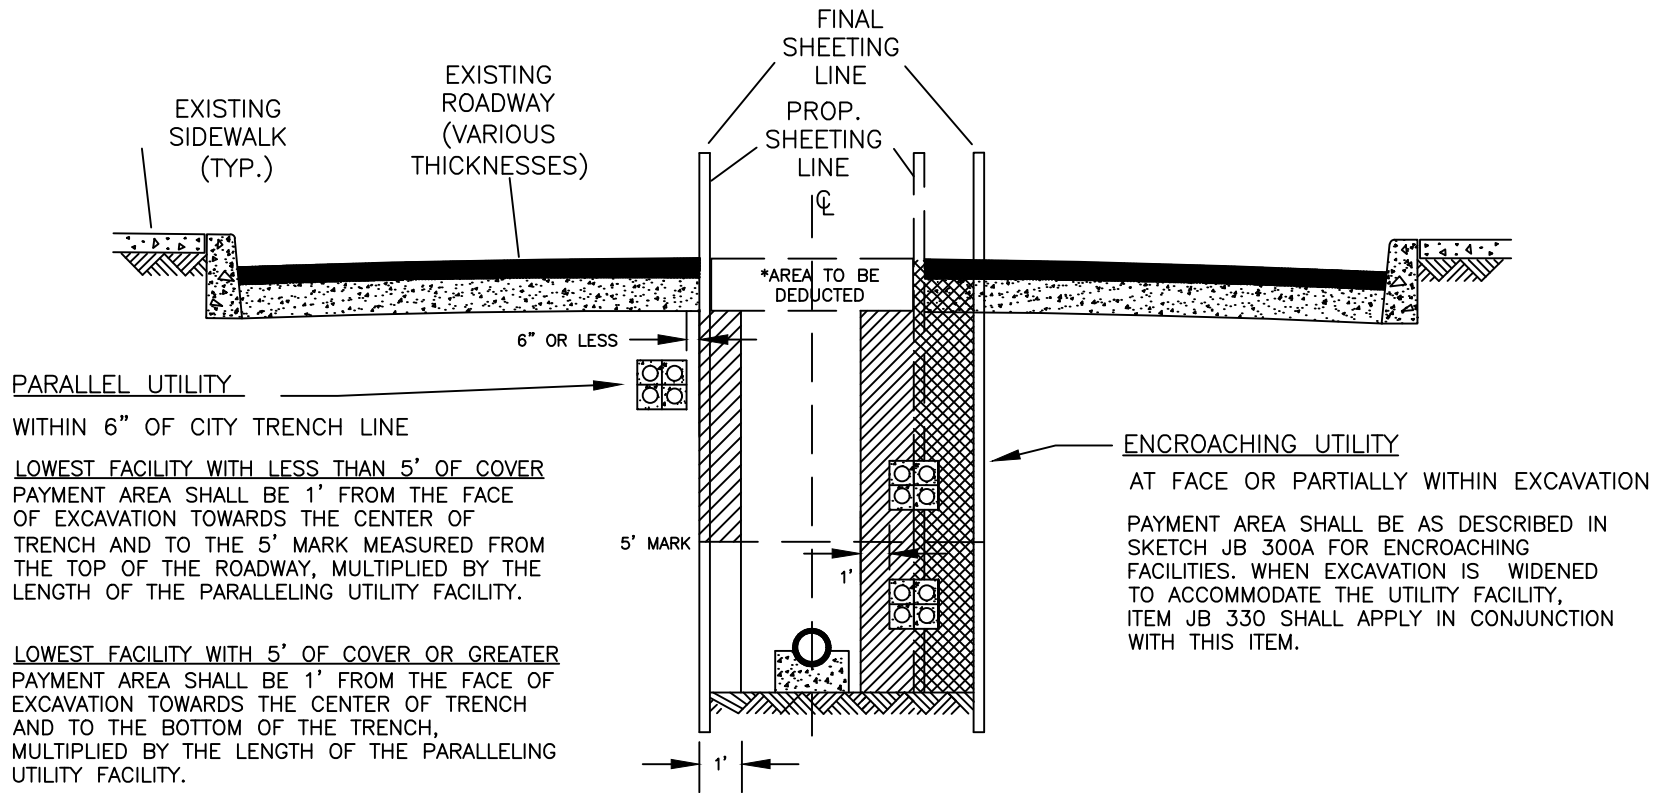 FINAL
SHEETING
LINE
EXISTING
ROADWAY
(VARIOUS
THICKNESSES)
EXISTING
SIDEWALK
(TYP.)
PROP.
SHEETING
LINE
℄
*AREA TO BE
DEDUCTED
6" OR LESS
PARALLEL UTILITY
WITHIN 6" OF CITY TRENCH LINE
LOWEST FACILITY WITH LESS THAN 5' OF COVER
PAYMENT AREA SHALL BE 1' FROM THE FACE
OF EXCAVATION TOWARDS THE CENTER OF
TRENCH AND TO THE 5' MARK MEASURED FROM
THE TOP OF THE ROADWAY, MULTIPLIED BY THE
LENGTH OF THE PARALLELING UTILITY FACILITY.
LOWEST FACILITY WITH 5' OF COVER OR GREATER
PAYMENT AREA SHALL BE 1' FROM THE FACE OF
EXCAVATION TOWARDS THE CENTER OF TRENCH
AND TO THE BOTTOM OF THE TRENCH,
MULTIPLIED BY THE LENGTH OF THE PARALLELING
UTILITY FACILITY.
5' MARK
1'
1'
ENCROACHING UTILITY
AT FACE OR PARTIALLY WITHIN EXCAVATION
PAYMENT AREA SHALL BE AS DESCRIBED IN
SKETCH JB 300A FOR ENCROACHING
FACILITIES. WHEN EXCAVATION IS WIDENED
TO ACCOMMODATE THE UTILITY FACILITY,
ITEM JB 330 SHALL APPLY IN CONJUNCTION
WITH THIS ITEM.